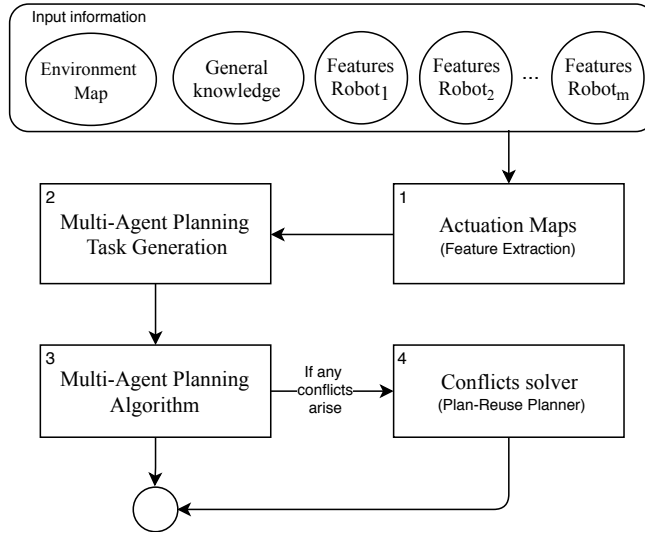 Input information
Environment
Map
General
knowledge
Features
Robot1
Features
Robot2
...
Features
Robotm
2
Multi-Agent Planning
Task Generation
1
Actuation Maps
(Feature Extraction)
3
Multi-Agent Planning
Algorithm
If any
conflicts
arise
4
Conflicts solver
(Plan-Reuse Planner)